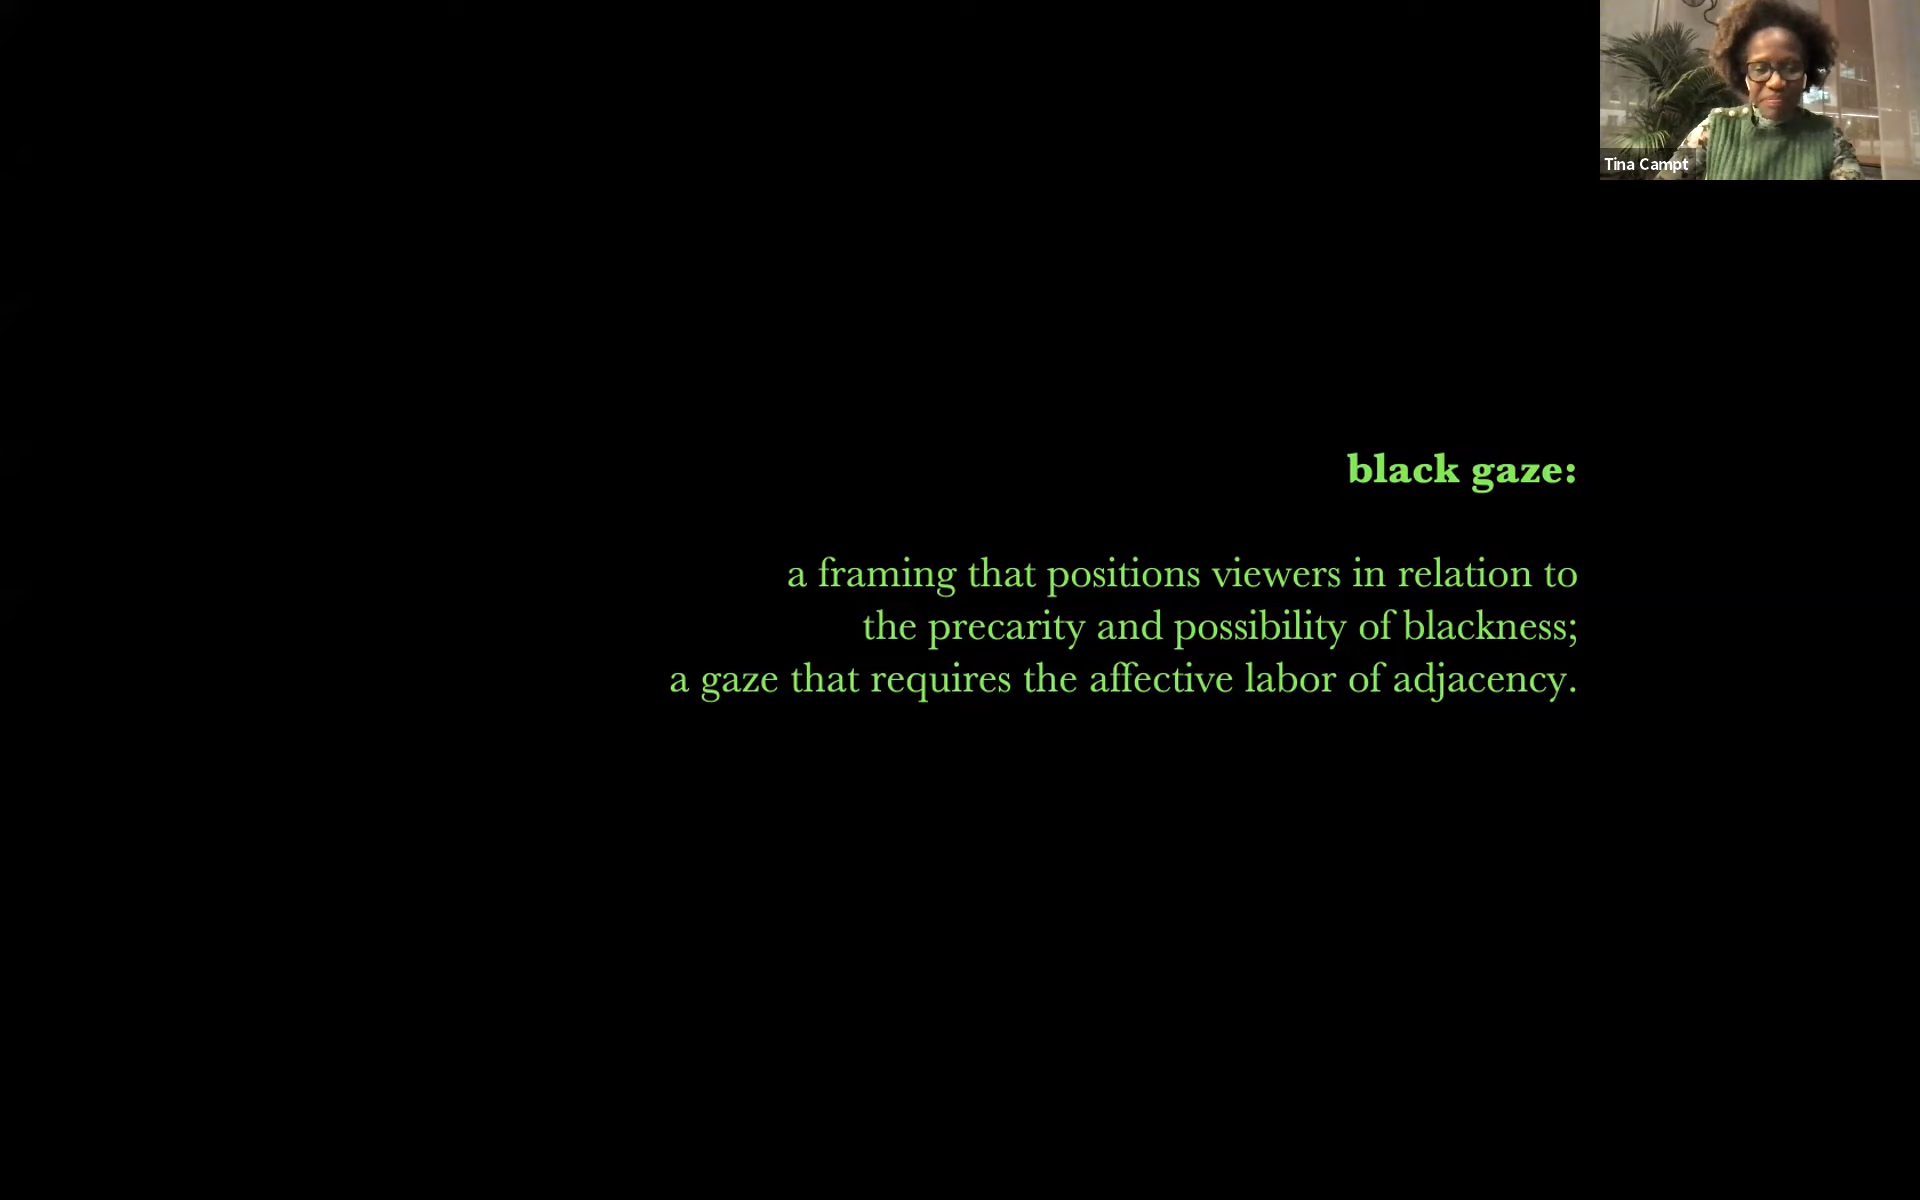 Tina Campt
black gaze:
a framing that positions viewers in relation to
the precarity and possibility of blackness;
a gaze that requires the affective labor of adjacency.